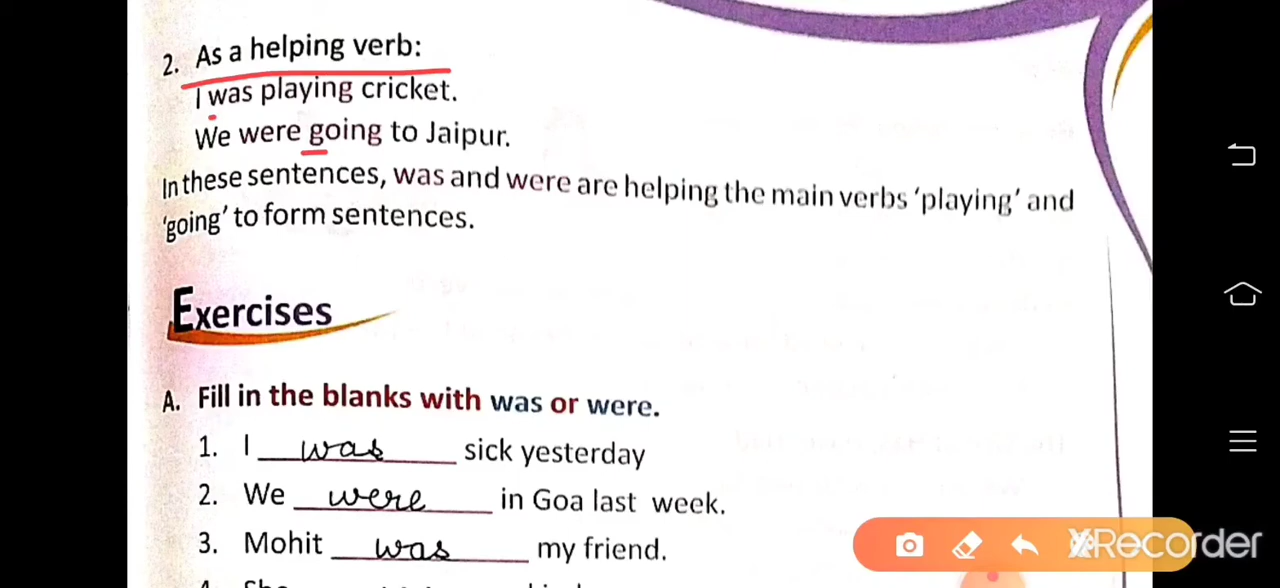 2. As a helping verb:
I was playing cricket.
We were going to Jaipur.
In these sentences, was and were are helping the main verbs ‘playing’ and
‘going’ to form sentences.
Exercises
A. Fill in the blanks with was or were.
1. I was sick yesterday
2. We were in Goa last week.
3. Mohit was my friend.
XRecorder